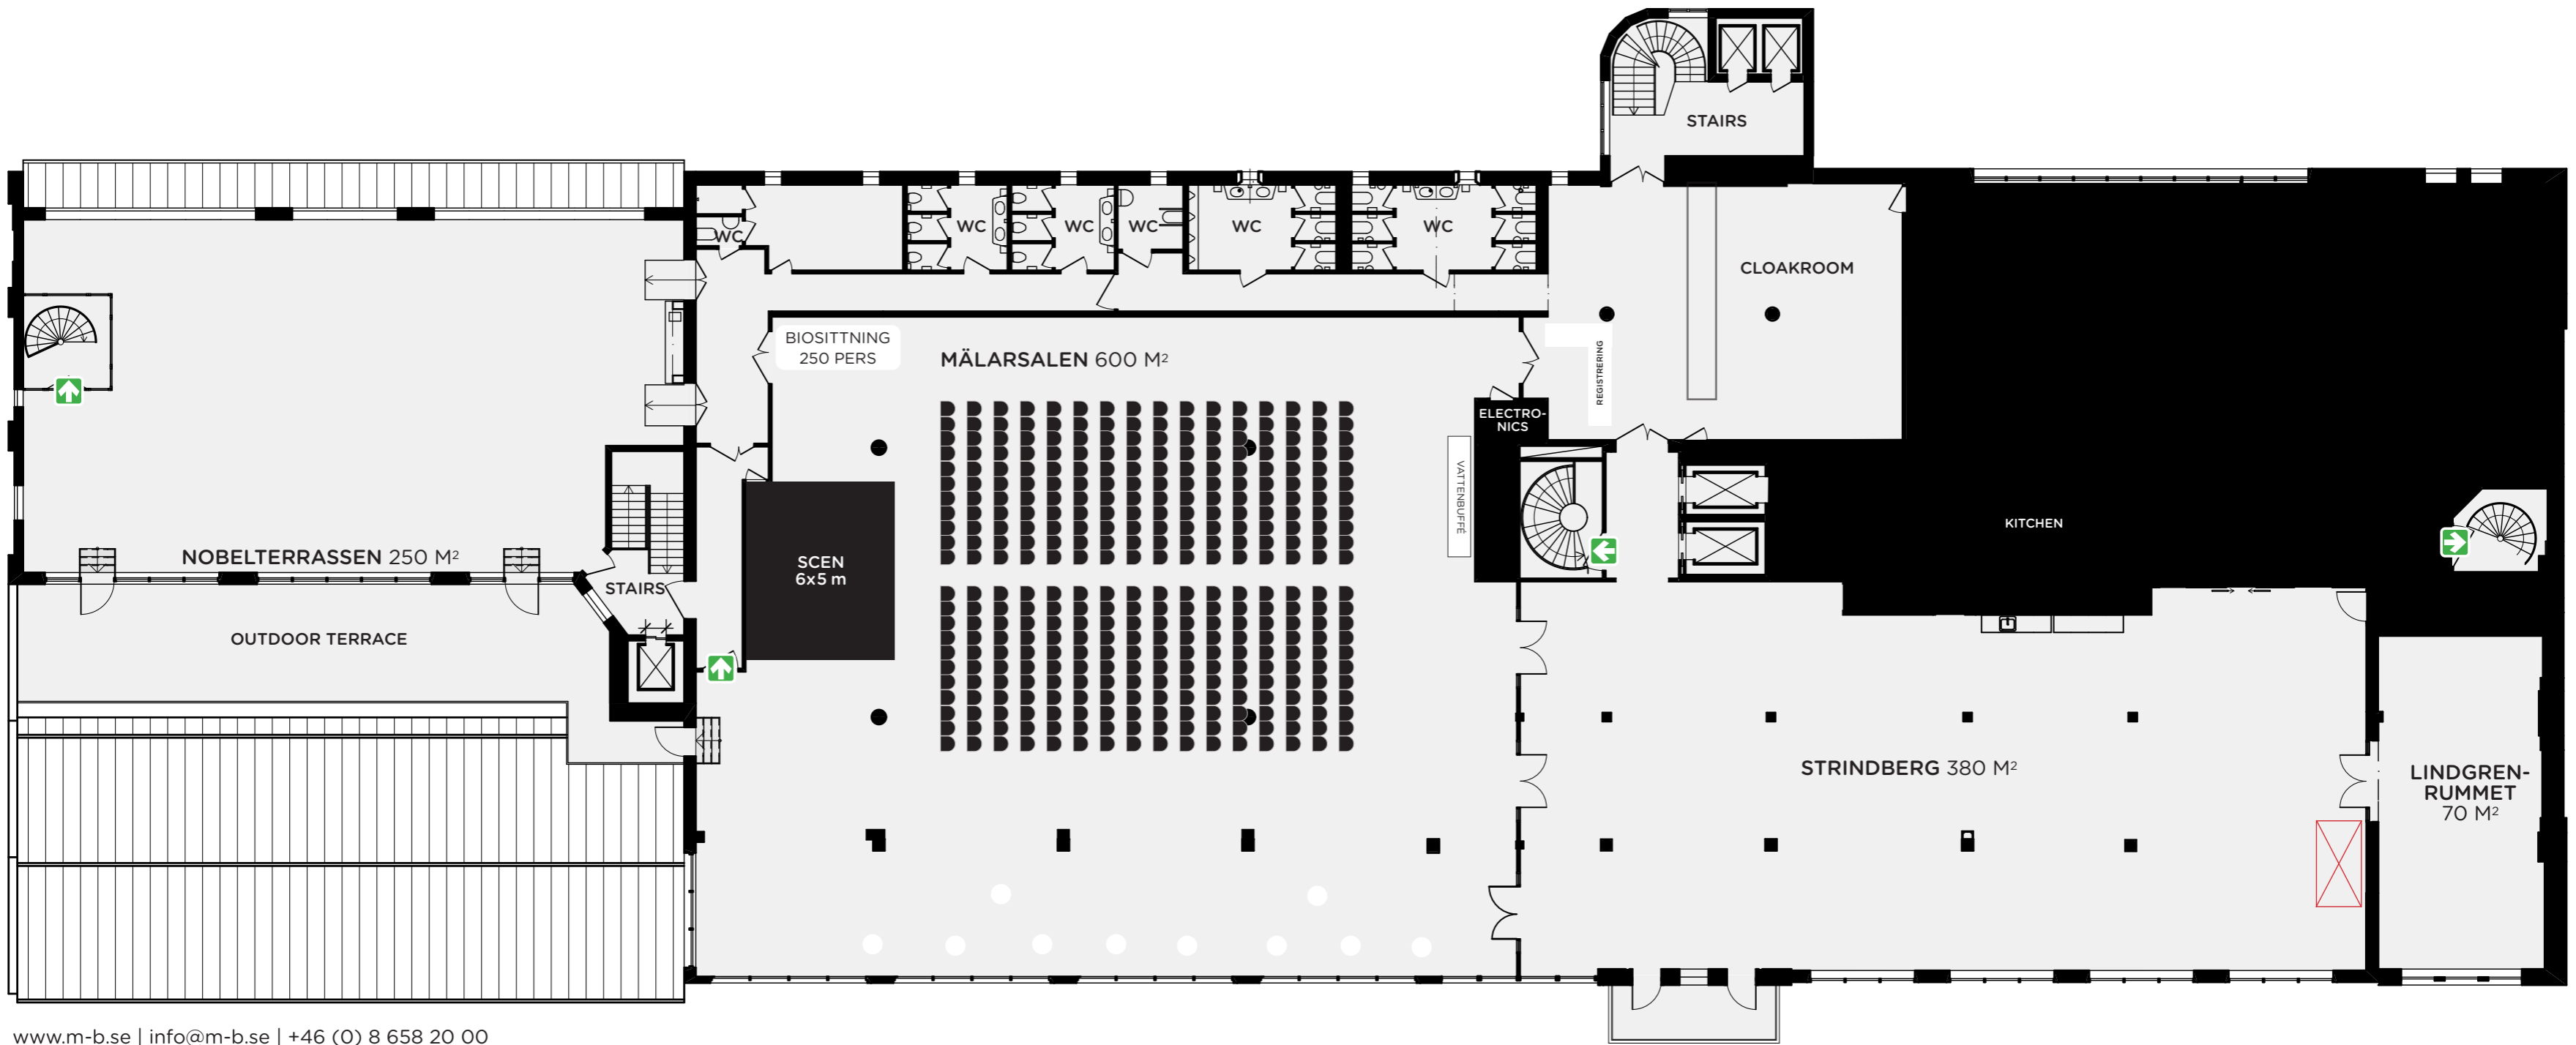 STAIRS
WC
WC
WC
WC
WC
CLOAKROOM
BIOSITTNING
250 PERS
MÄLARSALEN 600 M²
REGISTRERING
ELECTRO-
NICS
VATTENBUFFÉ
KITCHEN
NOBELTERRASSEN 250 M²
SCEN
6x5 m
STAIRS
OUTDOOR TERRACE
STRINDBERG 380 M²
LINDGREN-
RUMMET
70 M²
www.m-b.se | info@m-b.se | +46 (0) 8 658 20 00